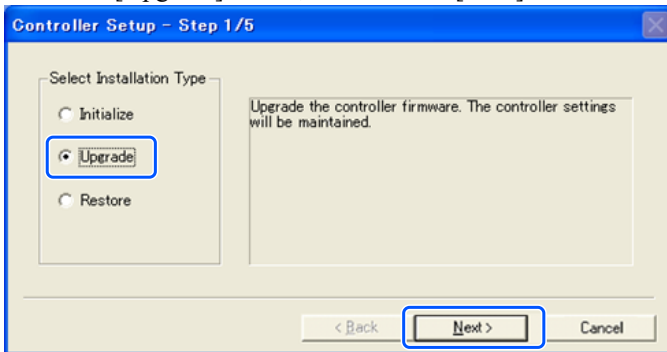 Controller Setup - Step 1/5
Select Installation Type
Initialize
Upgrade
Restore
Upgrade the controller firmware. The controller settings
will be maintained.
< Back
Next >
Cancel